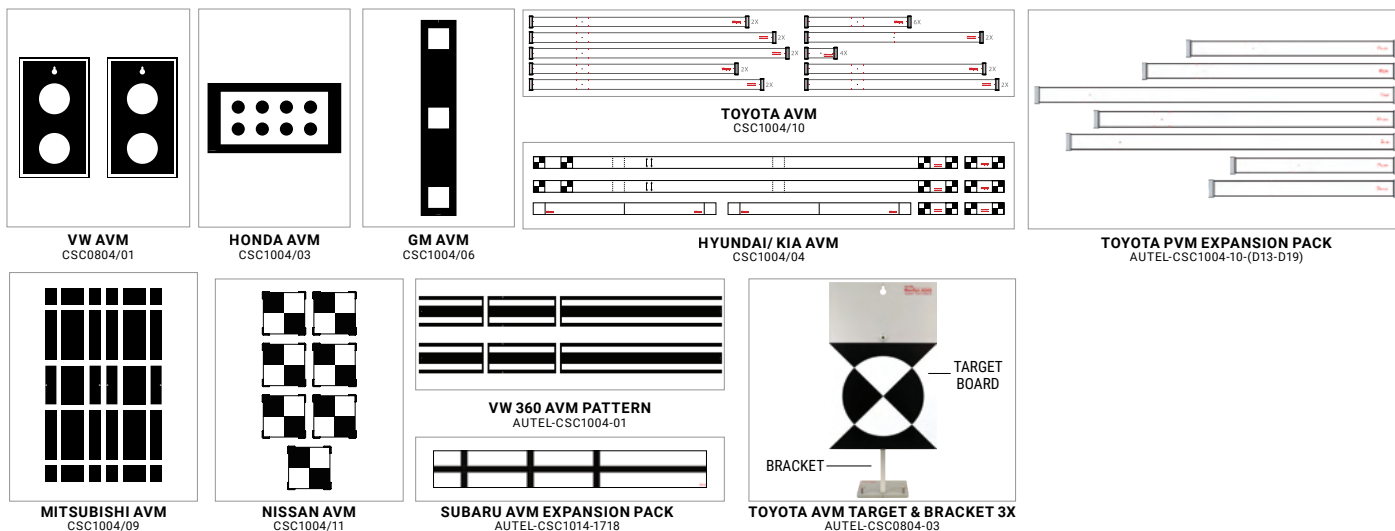 2X
2X
2X
2X
2X
6X
2X
4X
2X
2X
TOYOTA AVM
CSC1004/10
VW AVM
CSC0804/01
HONDA AVM
CSC1004/03
GM AVM
CSC1004/06
HYUNDAI/ KIA AVM
CSC1004/04
TOYOTA PVM EXPANSION PACK
AUTEL-CSC1004-10-(D13-D19)
MITSUBISHI AVM
CSC1004/09
NISSAN AVM
CSC1004/11
VW 360 AVM PATTERN
AUTEL-CSC1004-01
SUBARU AVM EXPANSION PACK
AUTEL-CSC1014-1718
TARGET
BOARD
BRACKET
TOYOTA AVM TARGET & BRACKET 3X
AUTEL-CSC0804-03